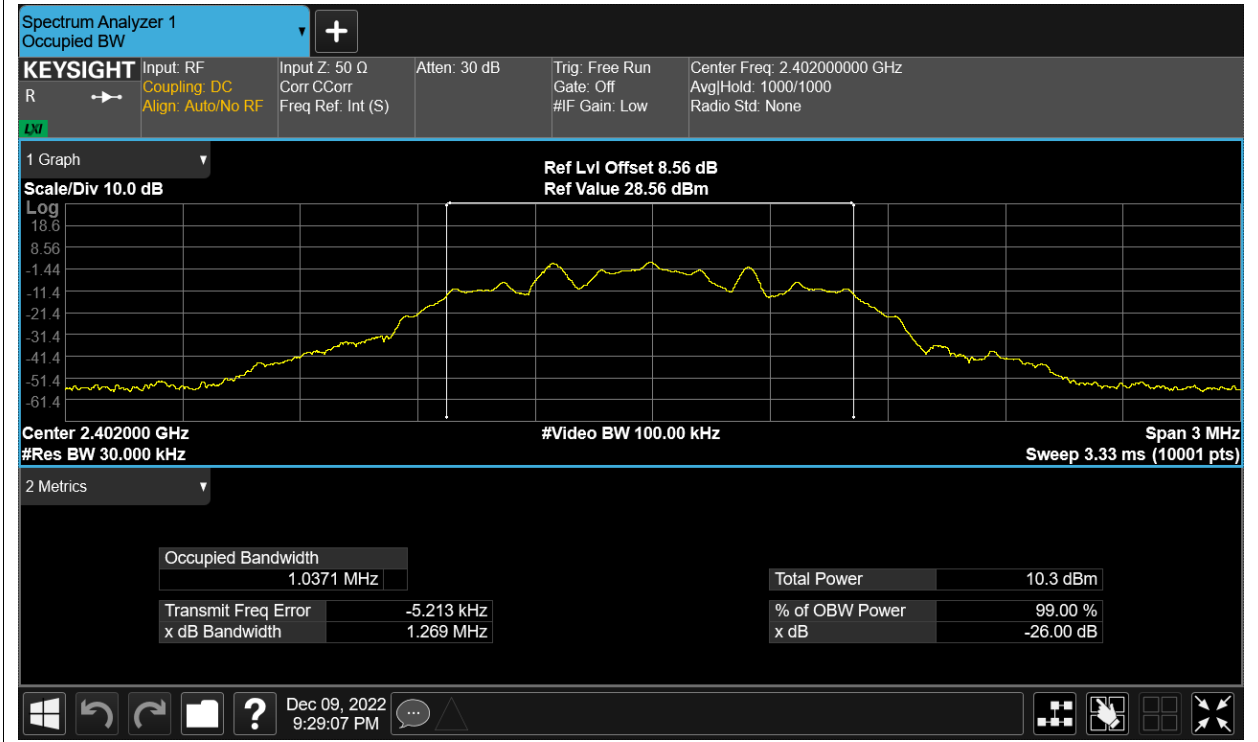 Spectrum Analyzer 1
Occupied BW
KEYSIGHT
R
LXI
Input: RF
Coupling: DC
Align: Auto/No RF
Input Z: 50 Ω
Corr CCorr
Freq Ref: Int (S)
Atten: 30 dB
Trig: Free Run
Gate: Off
#IF Gain: Low
Center Freq: 2.402000000 GHz
Avg|Hold: 1000/1000
Radio Std: None
1 Graph
Scale/Div 10.0 dB
Ref Lvl Offset 8.56 dB
Ref Value 28.56 dBm
Log
18.6
8.56
-1.44
-11.4
-21.4
-31.4
-41.4
-51.4
-61.4
Center 2.402000 GHz
#Video BW 100.00 kHz
Span 3 MHz
#Res BW 30.000 kHz
Sweep 3.33 ms (10001 pts)
2 Metrics
Occupied Bandwidth
1.0371 MHz
Total Power 10.3 dBm
Transmit Freq Error -5.213 kHz
% of OBW Power 99.00 %
x dB Bandwidth 1.269 MHz
x dB -26.00 dB
?
Dec 09, 2022
9:29:07 PM